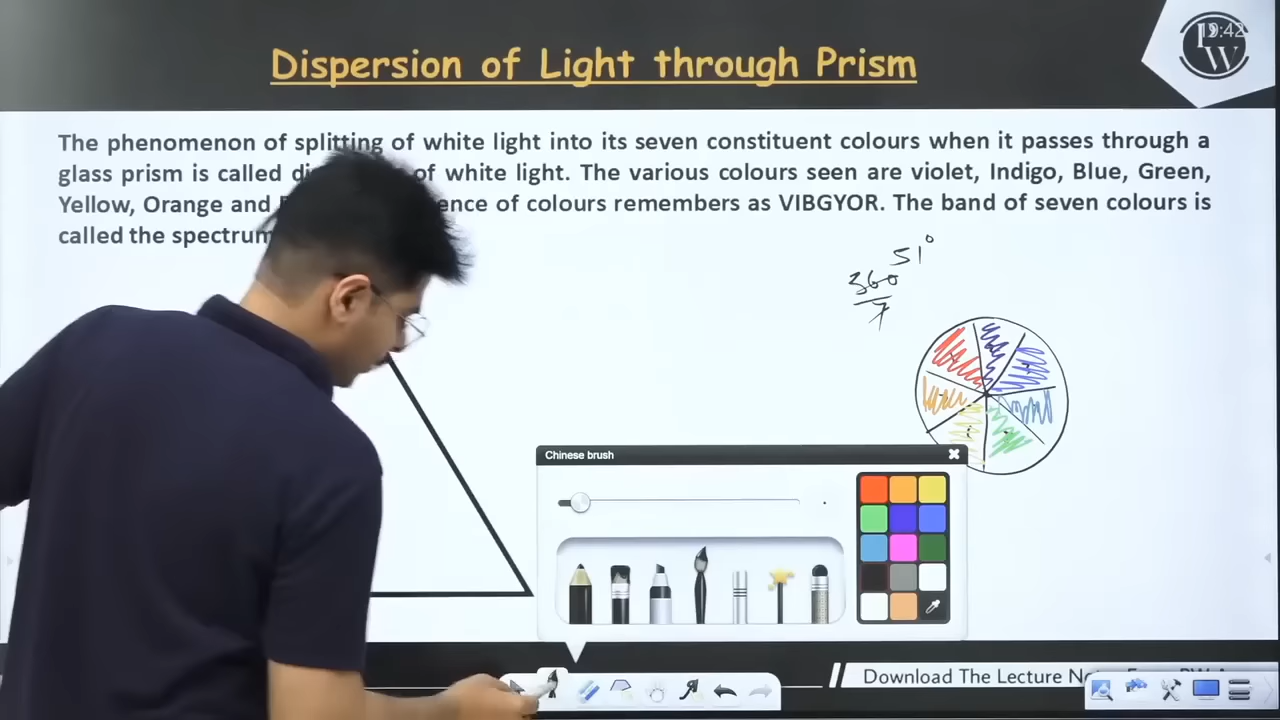 Dispersion of Light through Prism
19:42
PW
The phenomenon of splitting of white light into its seven constituent colours when it passes through a
glass prism is called of white light. The various colours seen are violet, Indigo, Blue, Green,
Yellow, Orange and of colours remembers as VIBGYOR. The band of seven colours is
called the spectrum
51°
360
7
Chinese brush
Download The Lecture